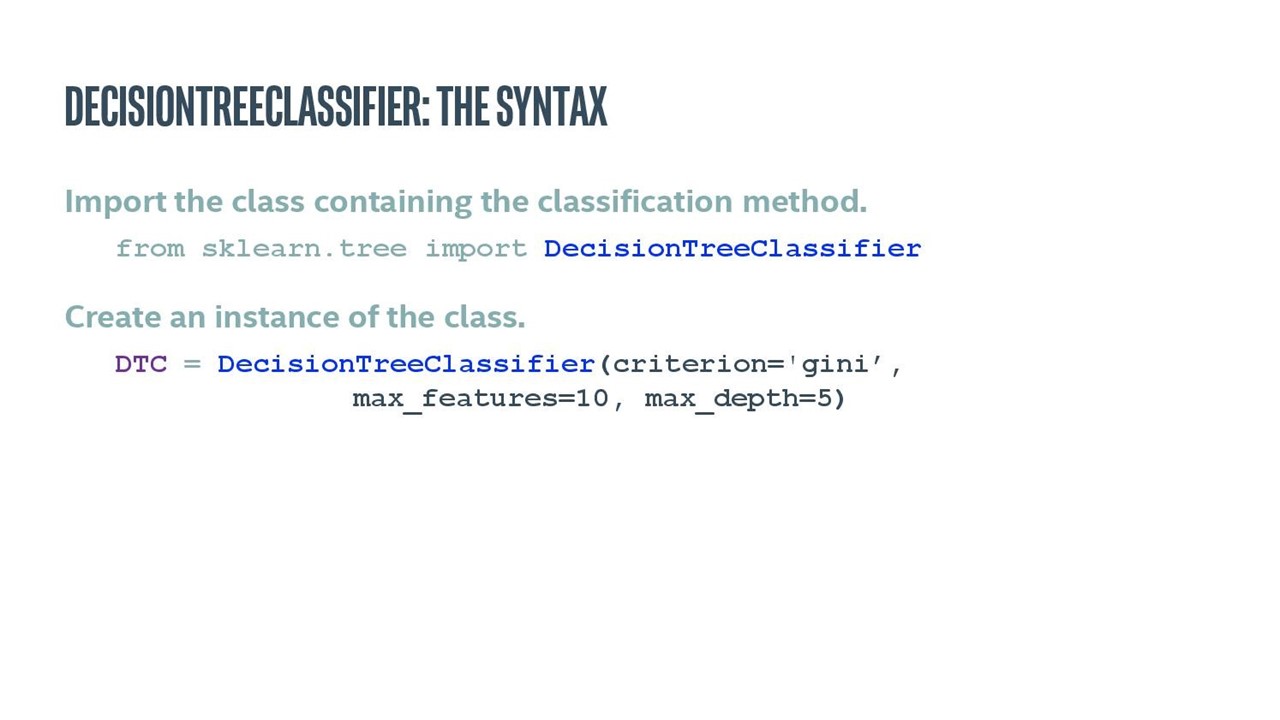 DECISIONTREECLASSIFIER: THE SYNTAX
Import the class containing the classification method.
from sklearn.tree import DecisionTreeClassifier
Create an instance of the class.
DTC = DecisionTreeClassifier(criterion='gini’,
max_features=10, max_depth=5)